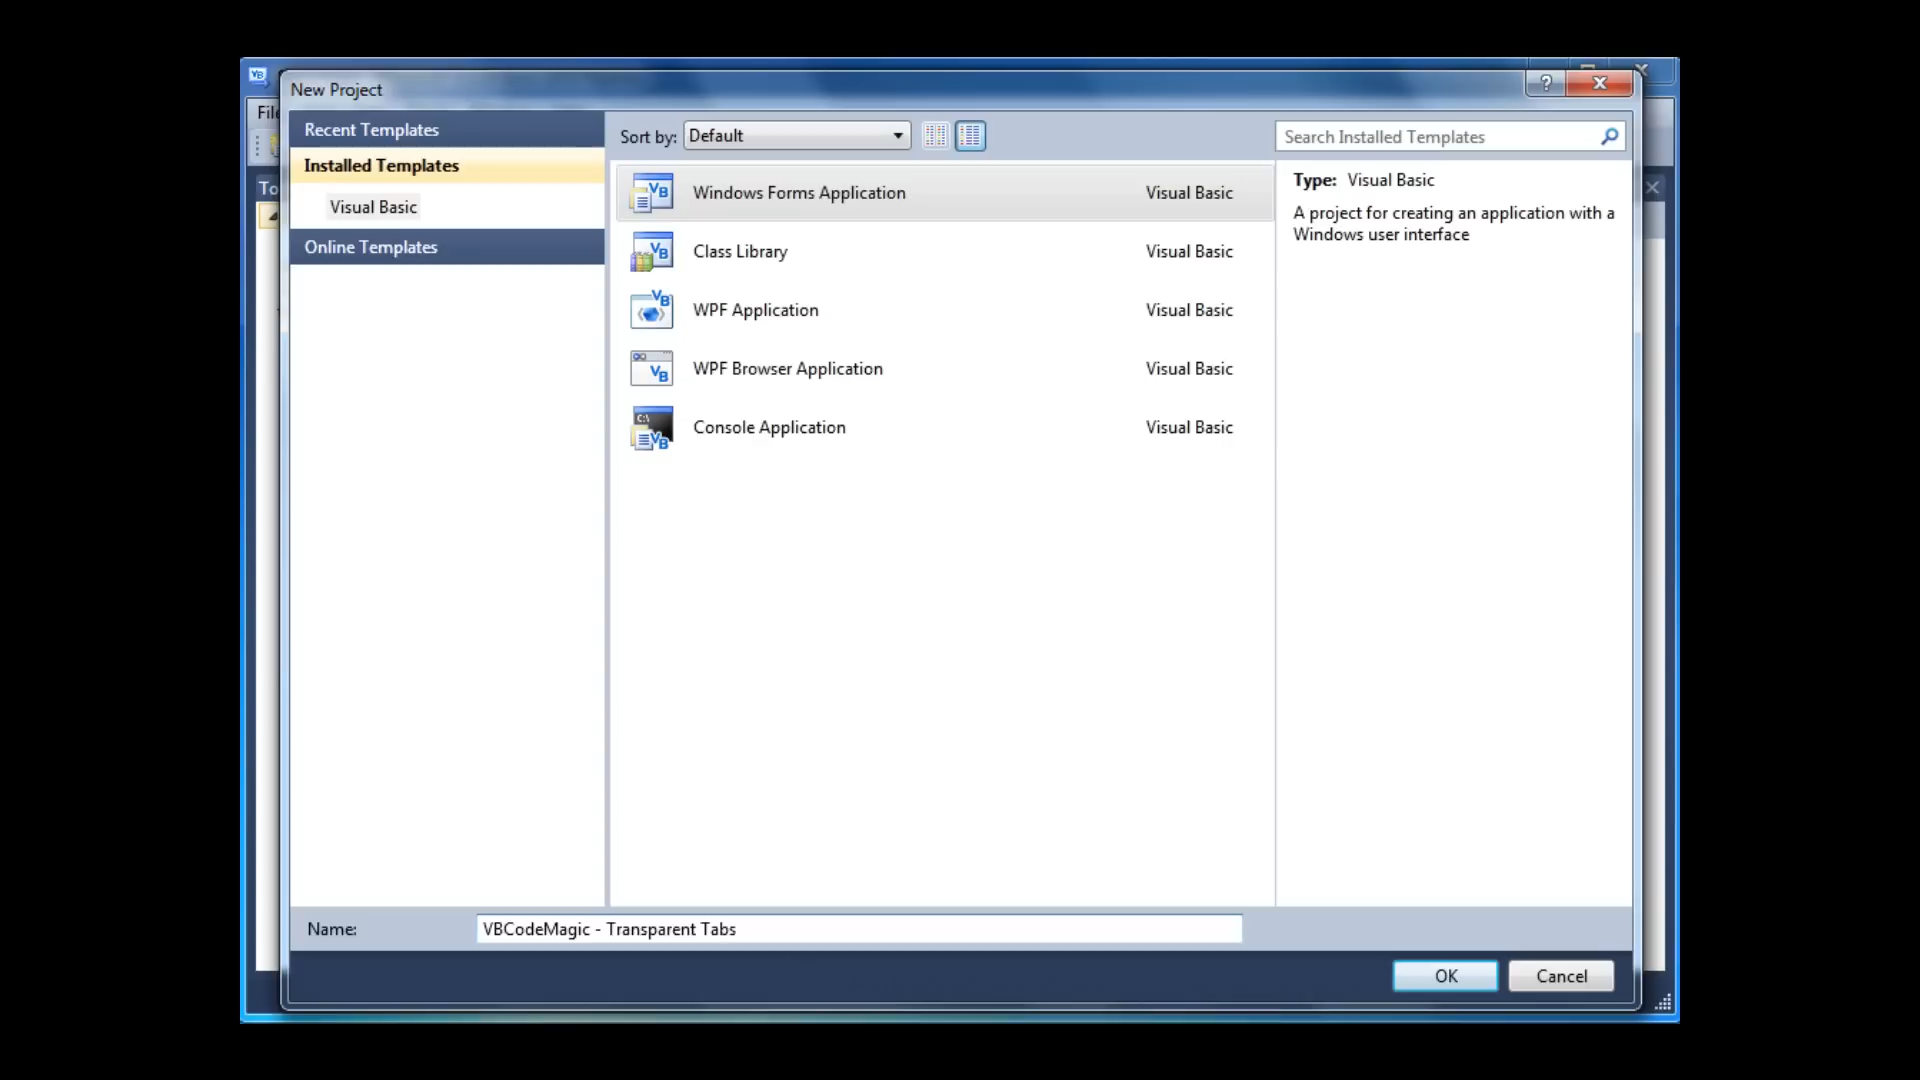 New Project
?
File
To
Recent Templates
Installed Templates
Visual Basic
Online Templates
Sort by: Default
Search Installed Templates
Windows Forms Application Visual Basic
Class Library Visual Basic
WPF Application Visual Basic
WPF Browser Application Visual Basic
Console Application Visual Basic
Type: Visual Basic
A project for creating an application with a
Windows user interface
Name: VBCodeMagic - Transparent Tabs
OK Cancel